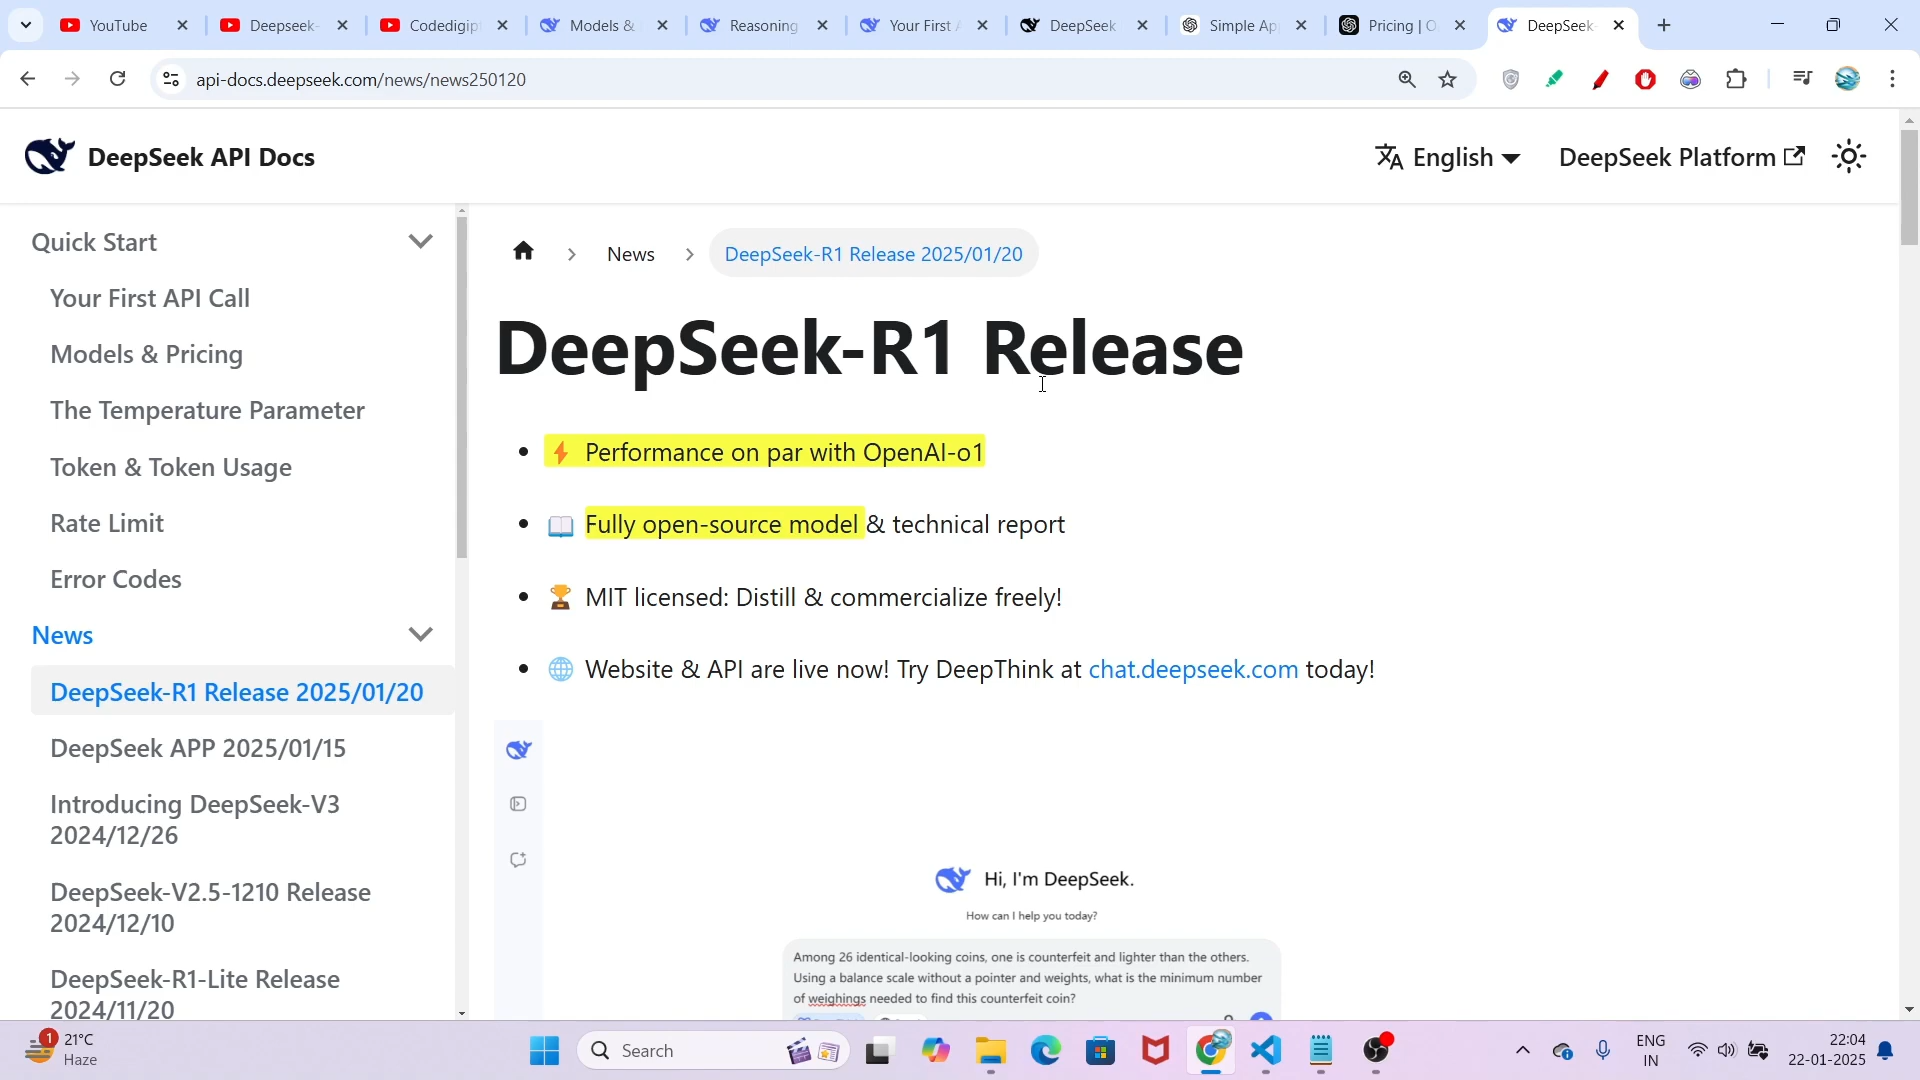 YouTube
Deepseek-
Codedigip
Models &
Reasoning
Your First
DeepSeek
Simple Ap
Pricing | O
DeepSeek
api-docs.deepseek.com/news/news250120
DeepSeek API Docs
English
DeepSeek Platform
Quick Start
Your First API Call
Models & Pricing
The Temperature Parameter
Token & Token Usage
Rate Limit
Error Codes
News
DeepSeek-R1 Release 2025/01/20
DeepSeek APP 2025/01/15
Introducing DeepSeek-V3
2024/12/26
DeepSeek-V2.5-1210 Release
2024/12/10
DeepSeek-R1-Lite Release
2024/11/20
News
DeepSeek-R1 Release 2025/01/20
DeepSeek-R1 Release
⚡ Performance on par with OpenAI-o1
📖 Fully open-source model & technical report
🏆 MIT licensed: Distill & commercialize freely!
🌐 Website & API are live now! Try DeepThink at chat.deepseek.com today!
Hi, I'm DeepSeek.
How can I help you today?
Among 26 identical-looking coins, one is counterfeit and lighter than the others.
Using a balance scale without a pointer and weights, what is the minimum number
of weighings needed to find this counterfeit coin?
1
21°C
Haze
Search
ENG
IN
22:04
22-01-2025